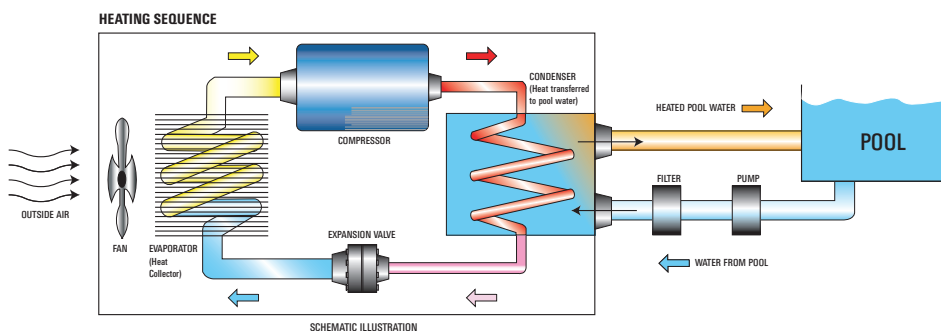 HEATING SEQUENCE
CONDENSER
(Heat transferred
to pool water)
HEATED POOL WATER
COMPRESSOR
POOL
FILTER
PUMP
OUTSIDE AIR
FAN
EVAPORATOR
(Heat
Collector)
EXPANSION VALVE
WATER FROM POOL
SCHEMATIC ILLUSTRATION